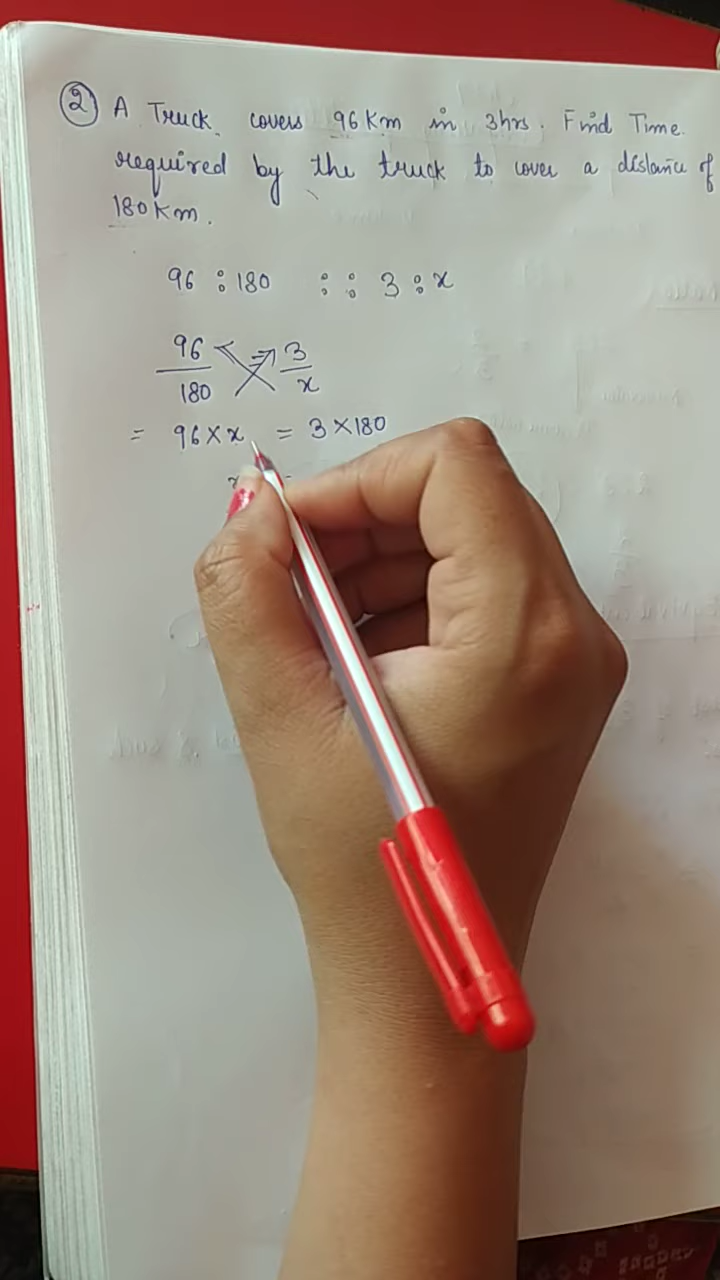 ② A Truck covers 96 Km in 3hrs. Find Time.
required by the truck to cover a distance of
180 Km.
96 : 180 :: 3 : x
96/180 3/x
= 96 × x = 3 × 180